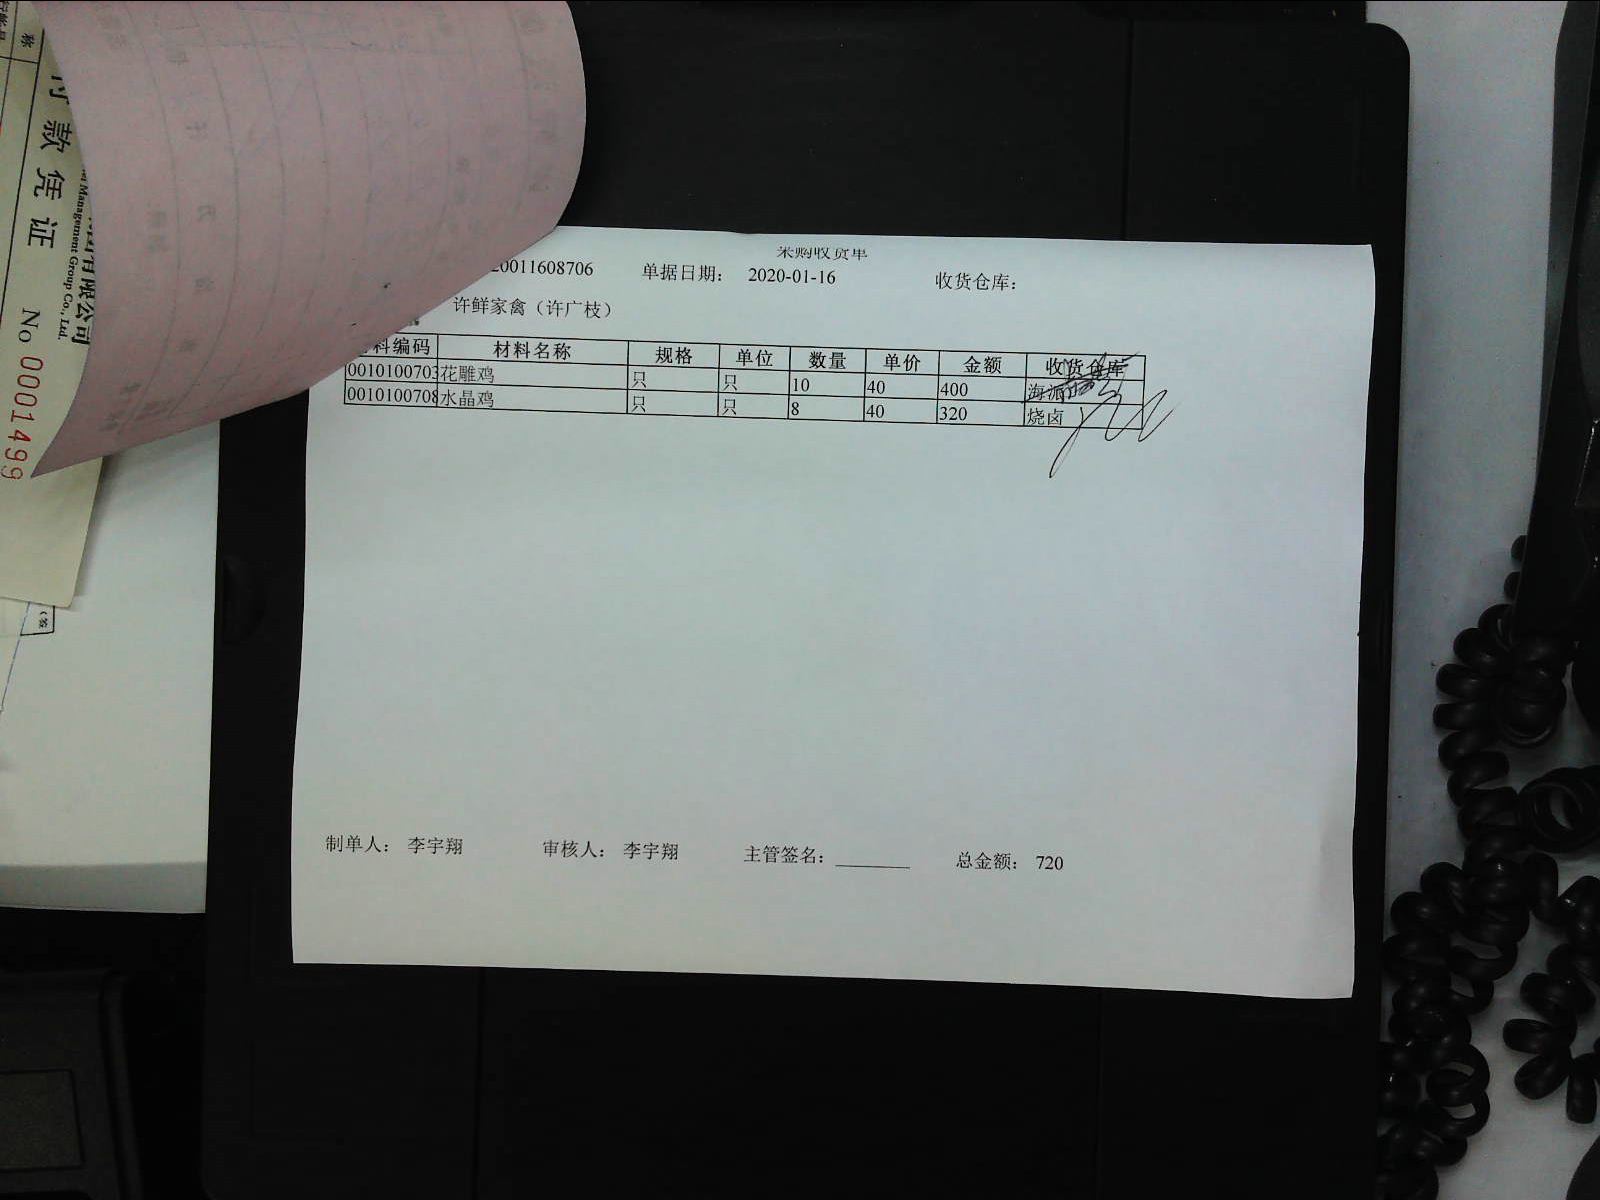 付款凭证
有限公司
Management Group Co., Ltd.
No 0001499
采购收货单
20011608706 单据日期： 2020-01-16 收货仓库：
许鲜家禽（许广枝）
料编码 材料名称 规格 单位 数量 单价 金额 收货仓库
0010100703 花雕鸡 只 只 10 40 400 海派
0010100708 水晶鸡 只 只 8 40 320 烧卤
制单人： 李宇翔 审核人： 李宇翔 主管签名： 总金额： 720